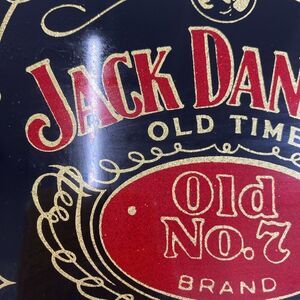 JACK DAN
OLD TIME
Old
No.7
BRAND